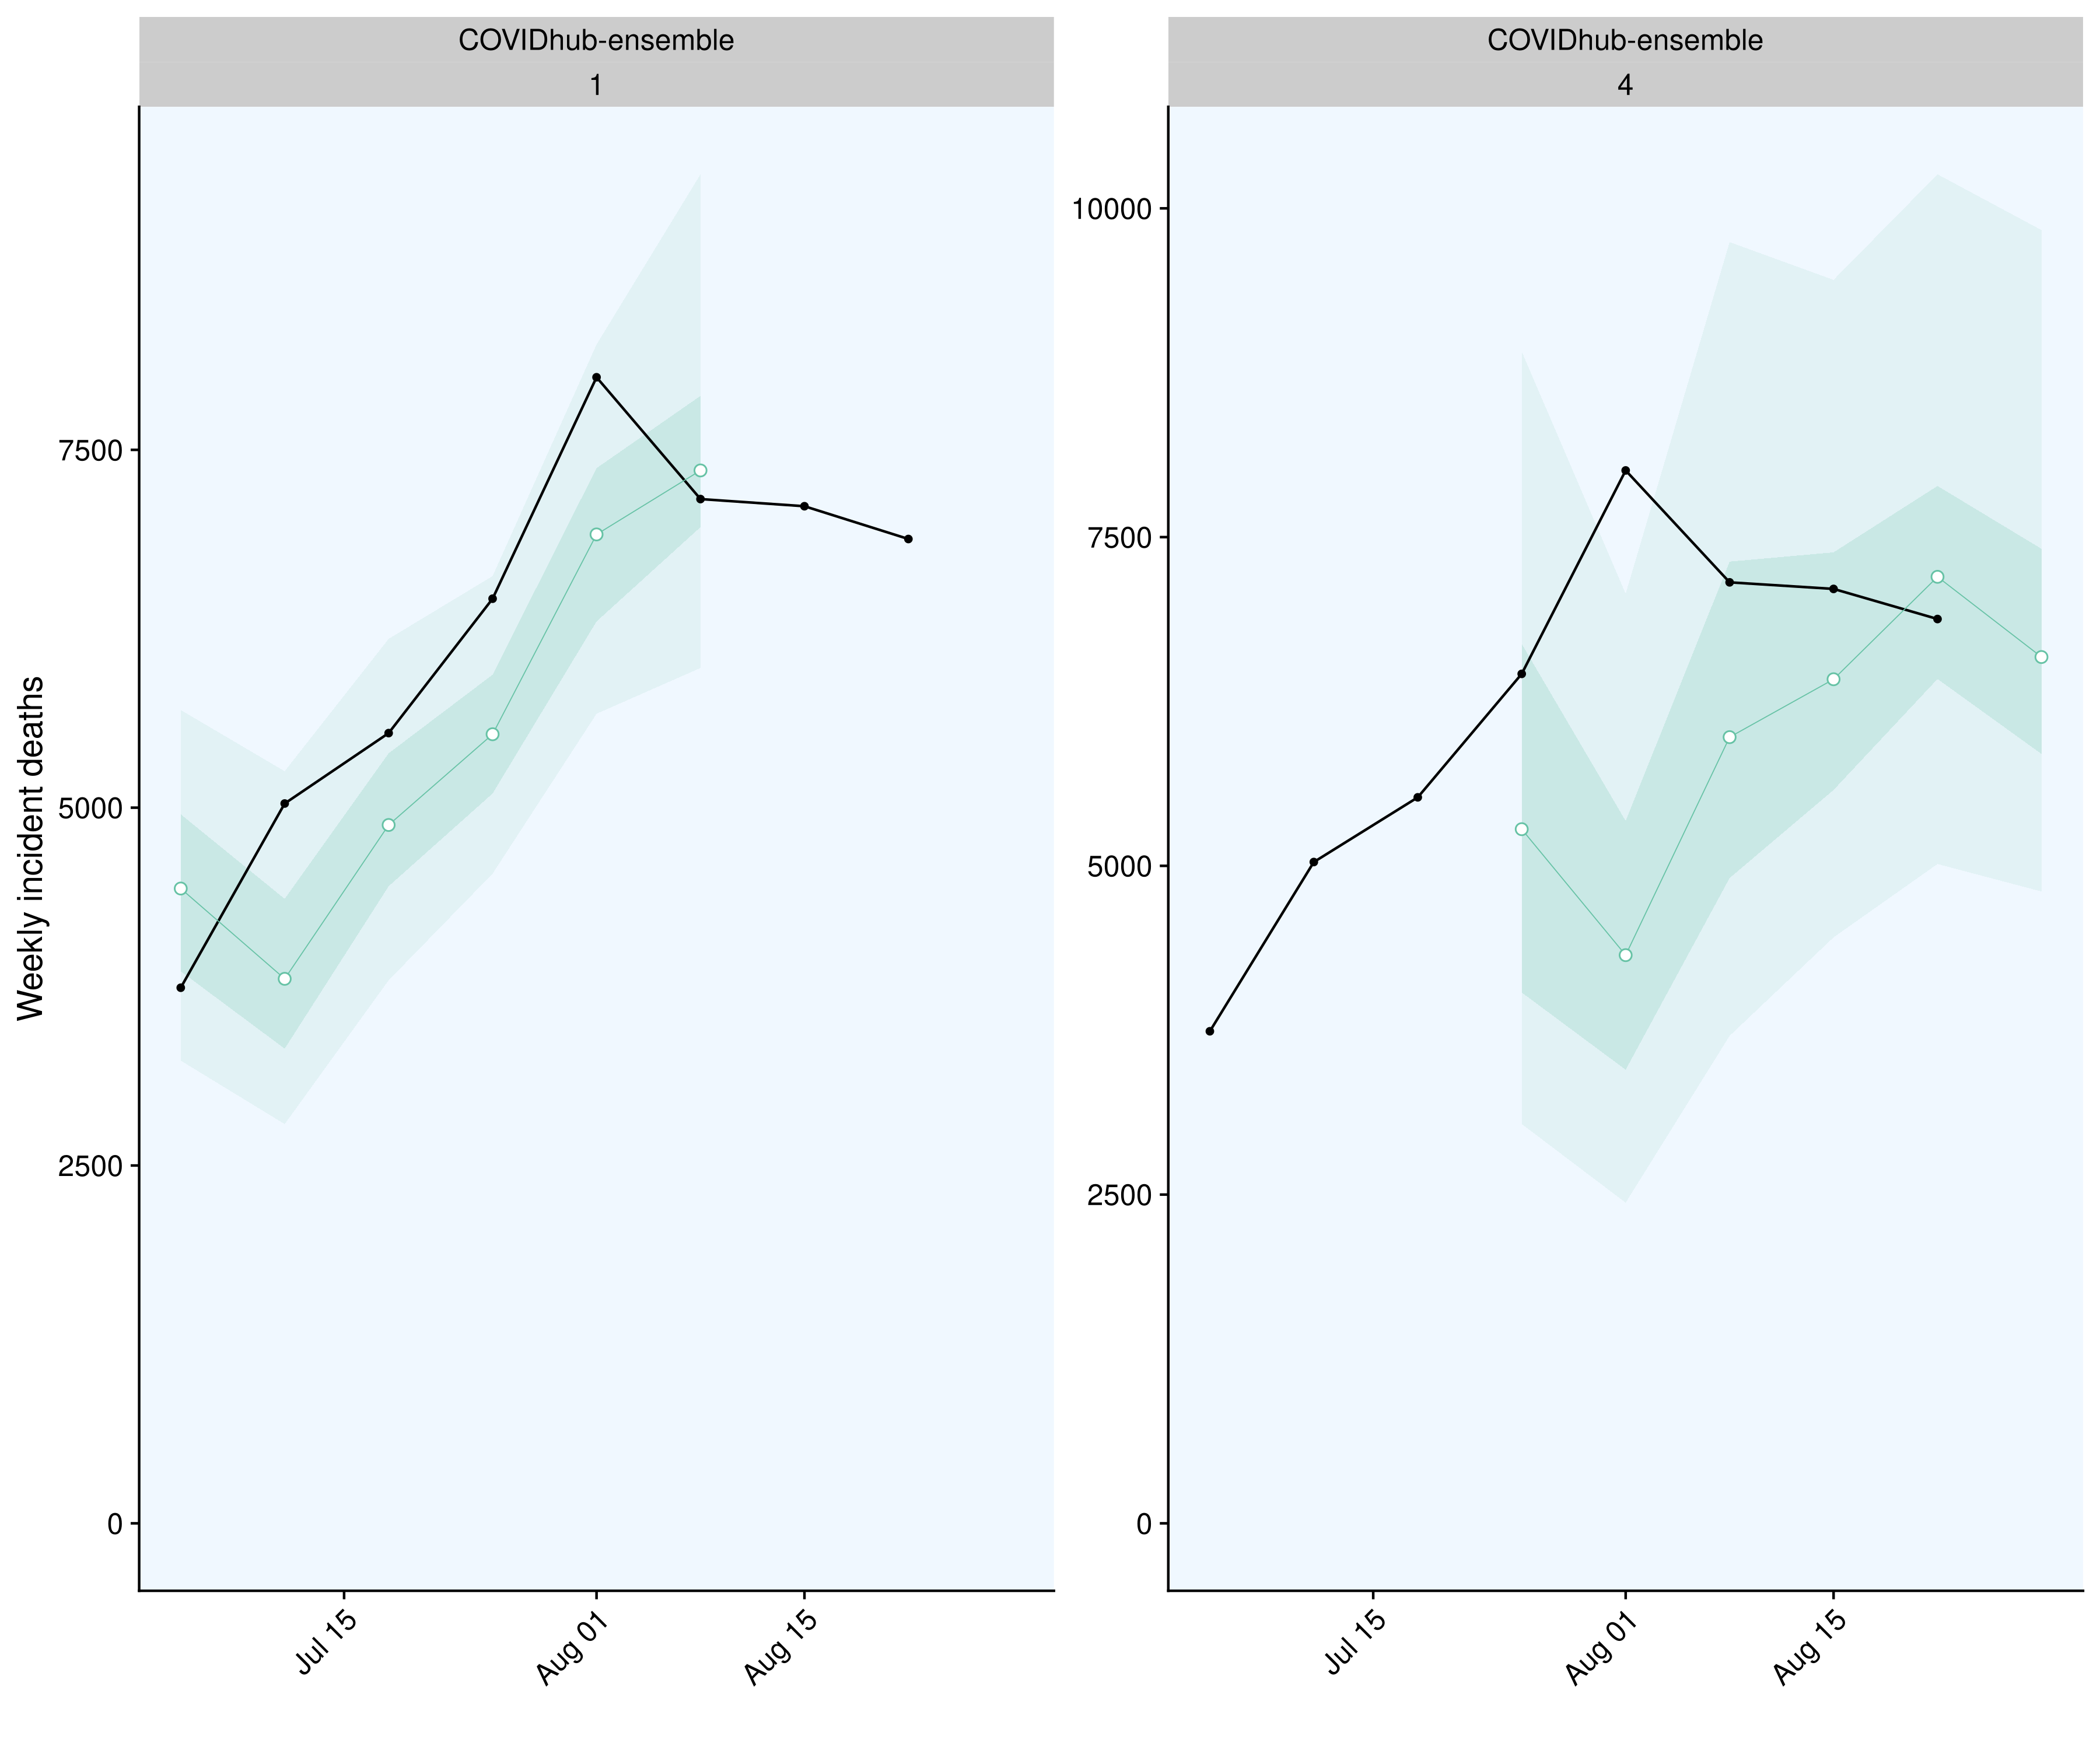 COVIDhub-ensemble
1
Weekly incident deaths
7500
5000
2500
0
Jul 15
Aug 01
Aug 15
COVIDhub-ensemble
4
10000
7500
5000
2500
0
Jul 15
Aug 01
Aug 15